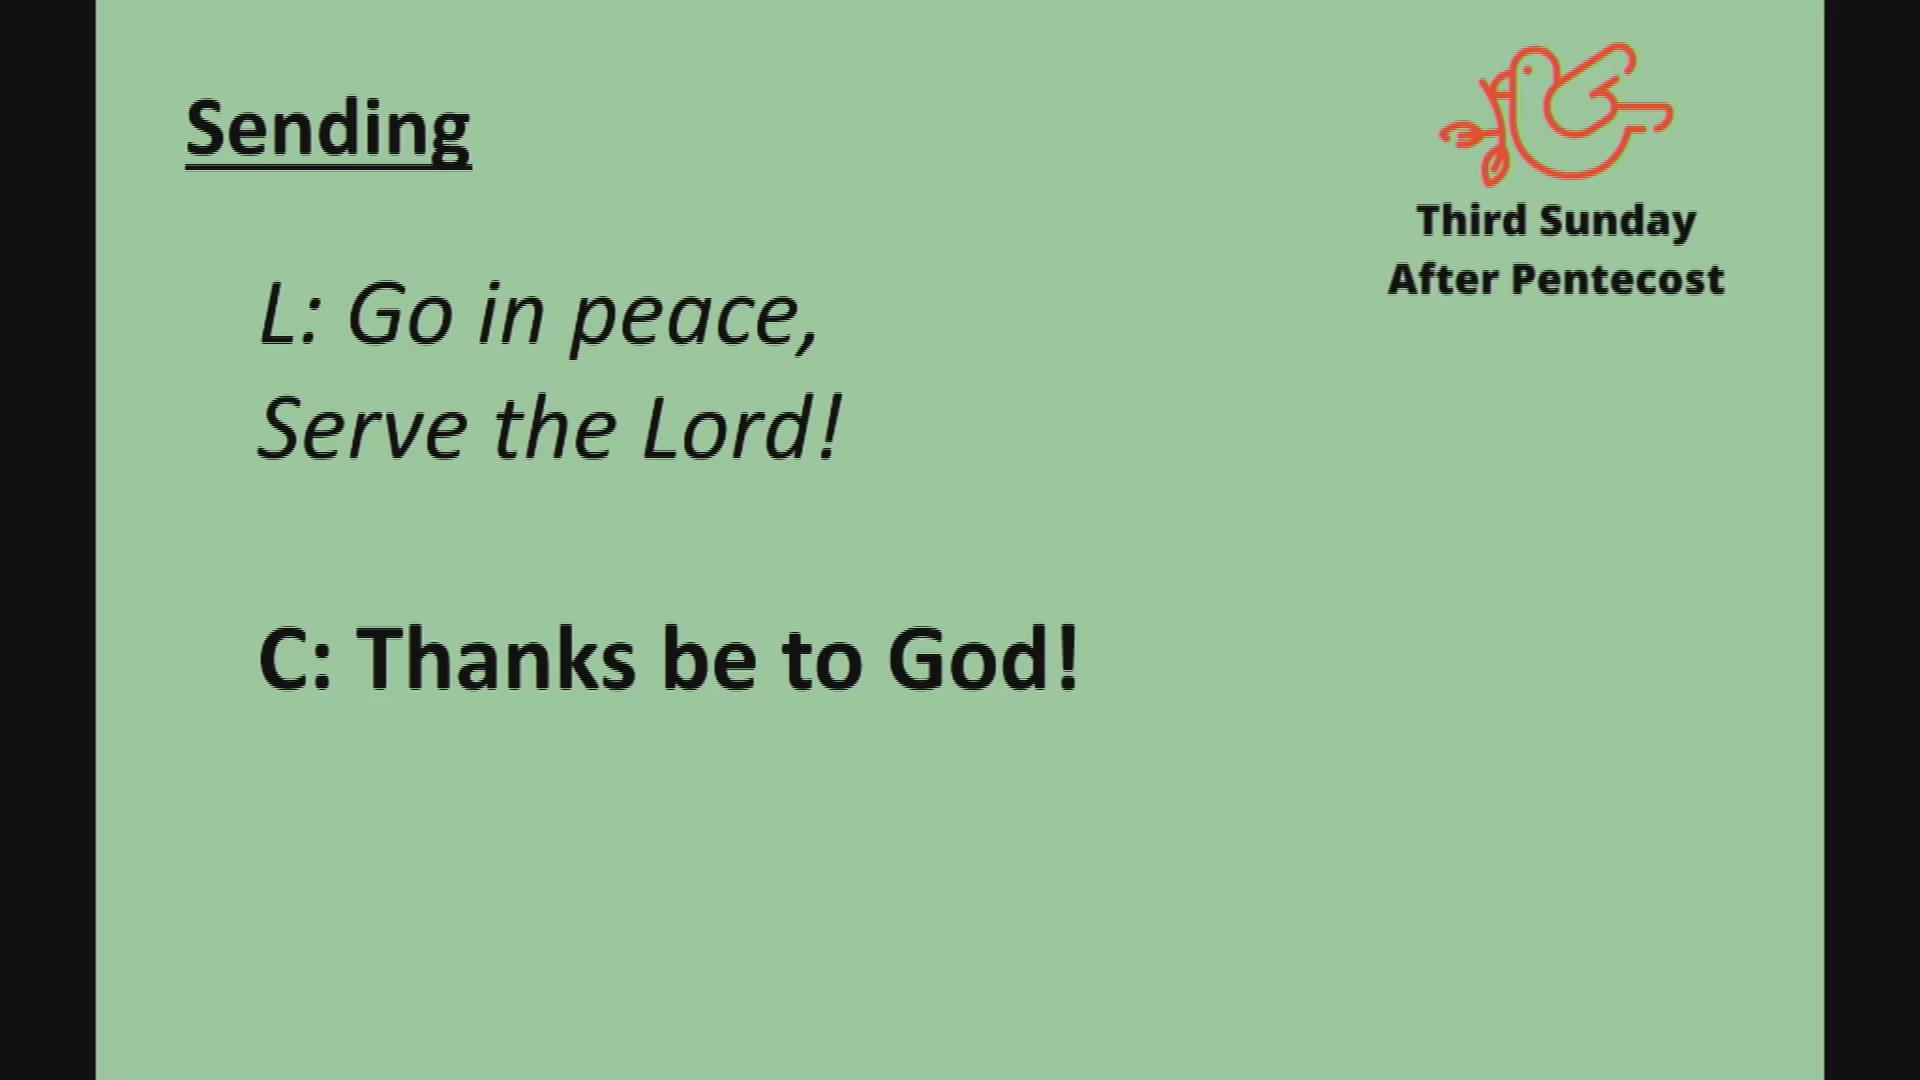 Sending
Third Sunday
After Pentecost
L: Go in peace,
Serve the Lord!
C: Thanks be to God!